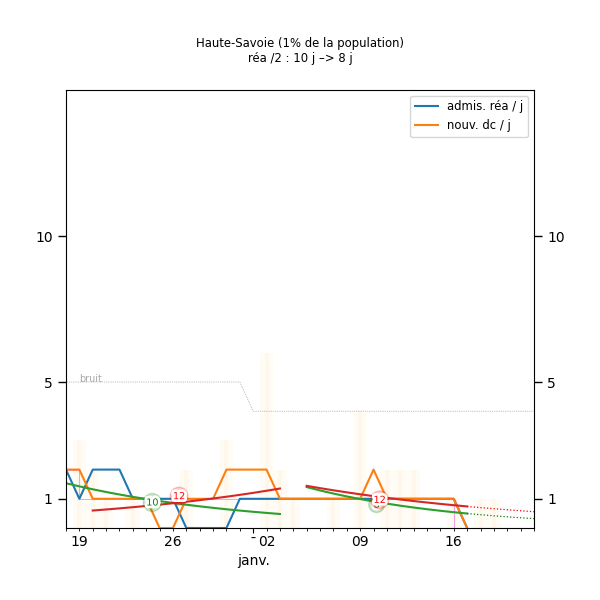 Haute-Savoie (1% de la population)
réa /2 : 10 j –> 8 j
admis. réa / j
nouv. dc / j
10
10
5
5
bruit
1
1
10
12
12
19
26
02
09
16
janv.